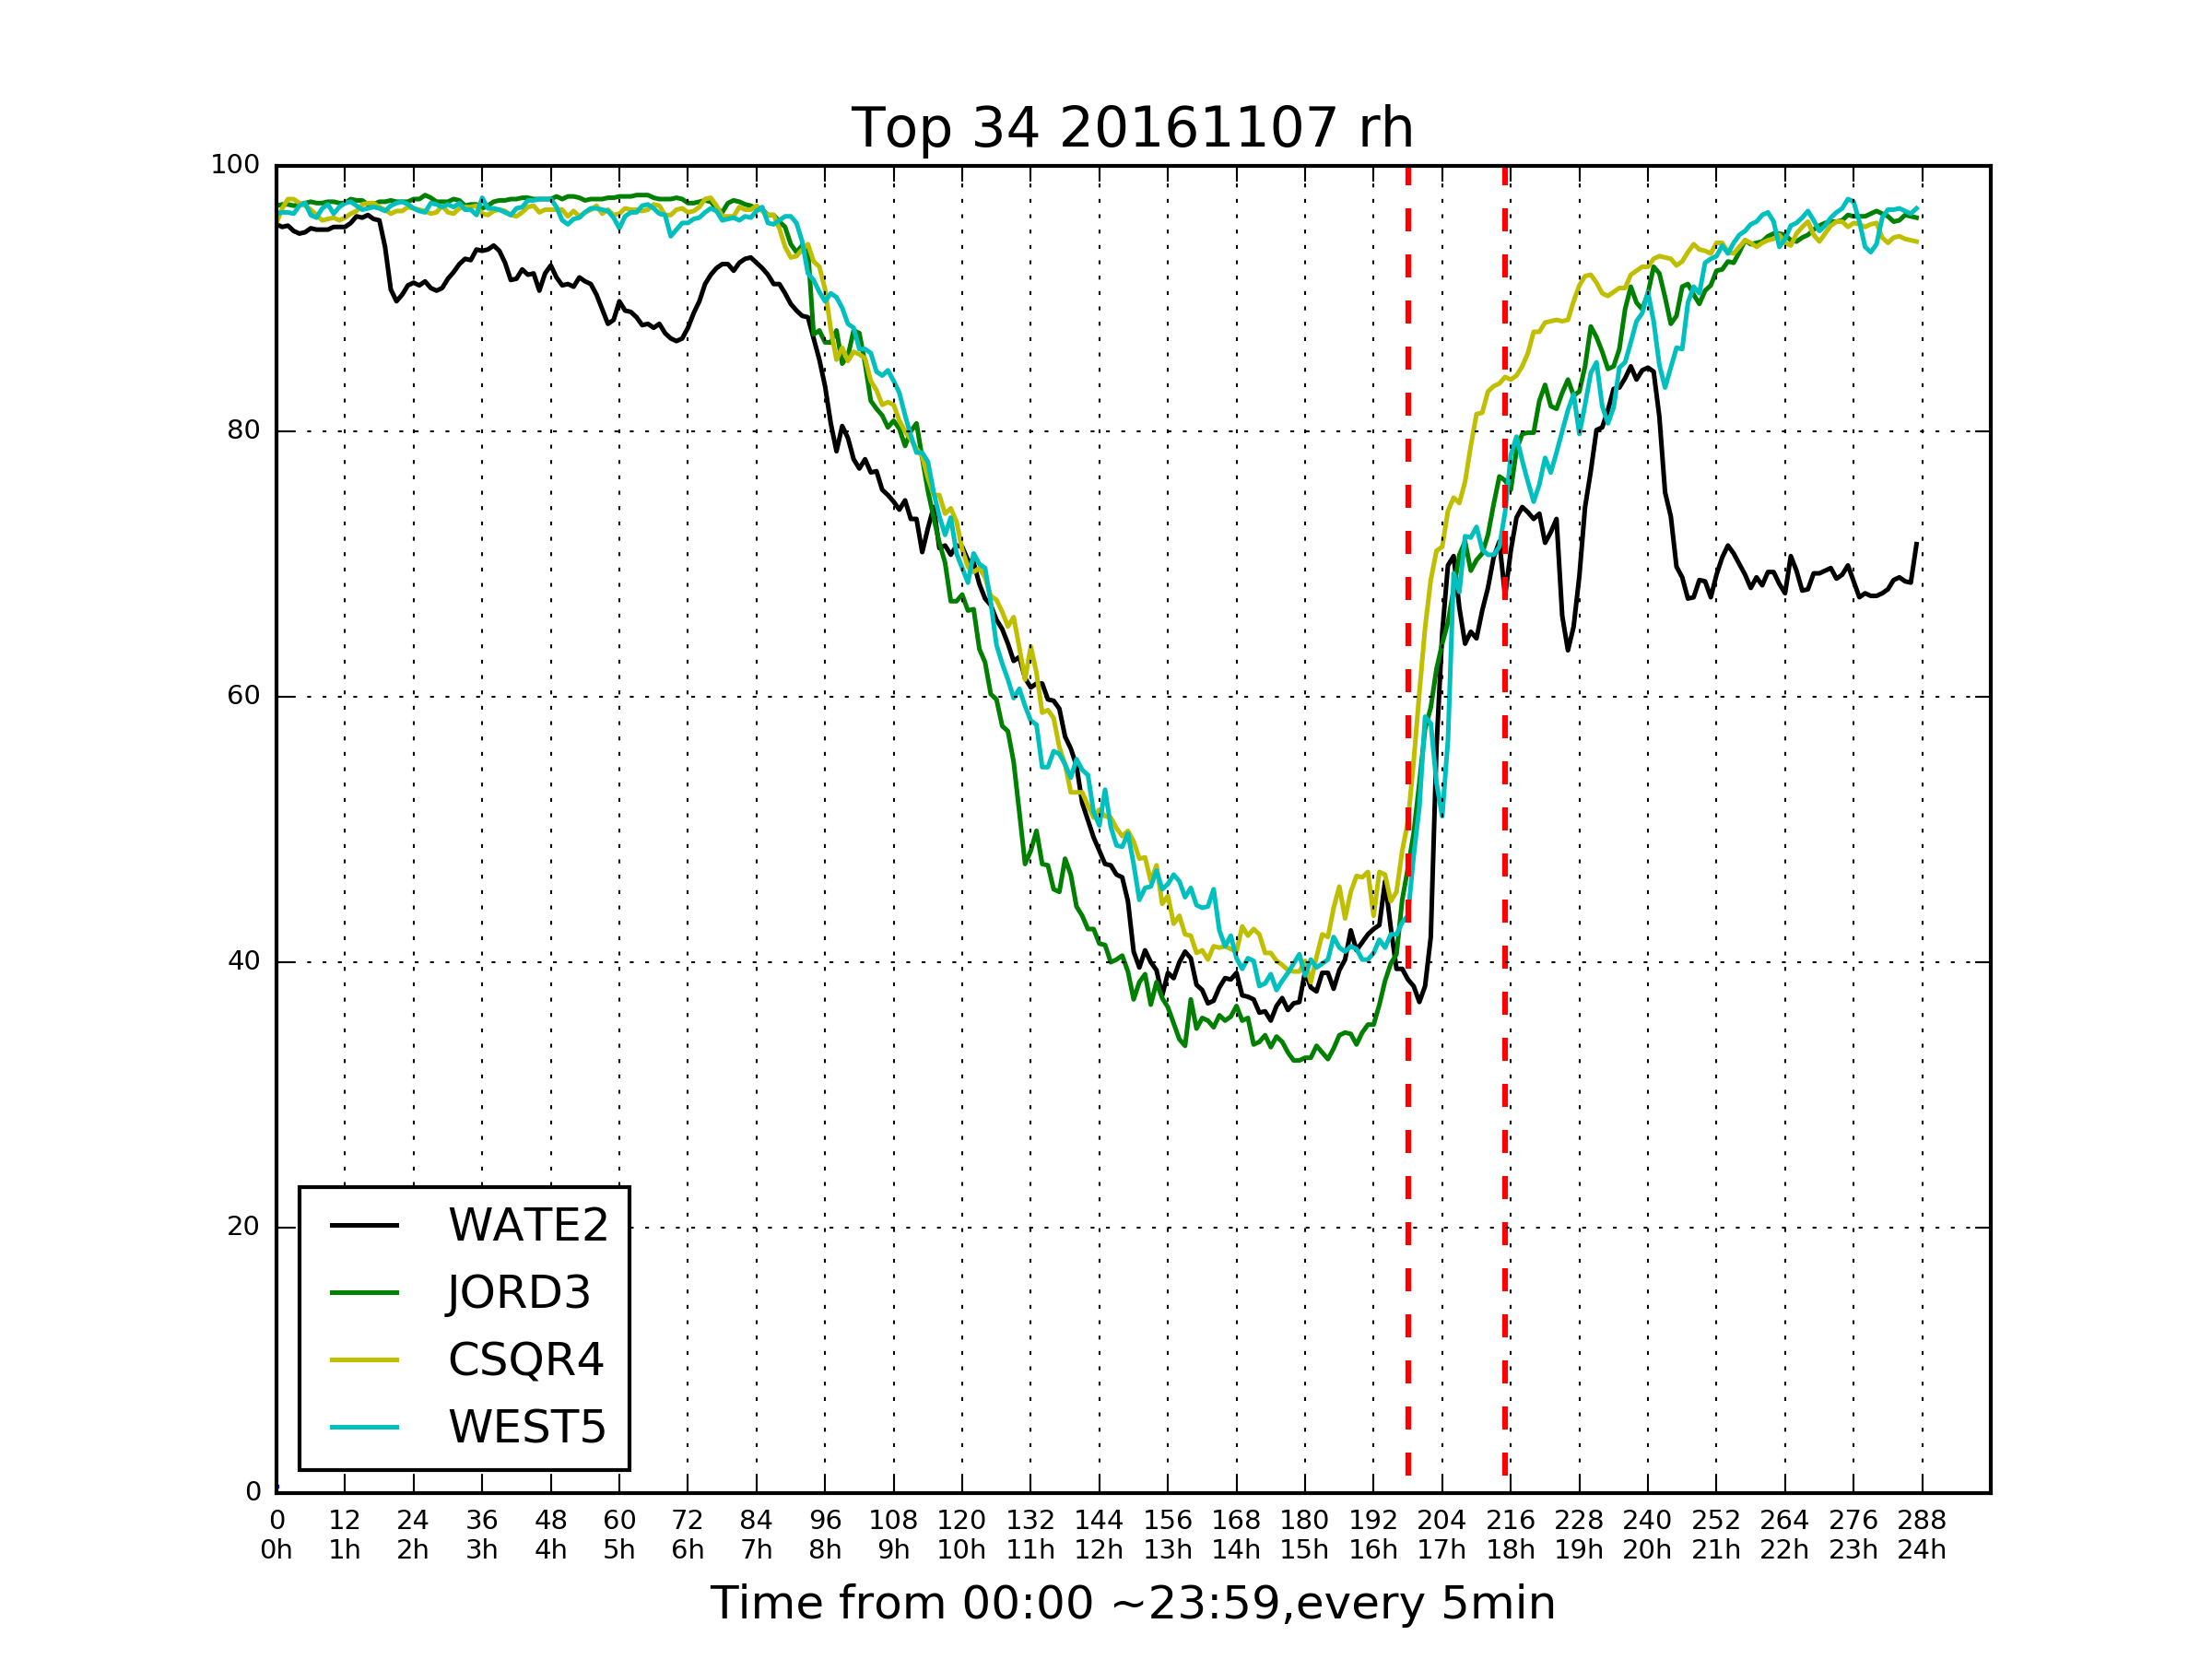 Top 34 20161107 rh
100
80
60
40
20
0
WATE2
JORD3
CSQR4
WEST5
0 12 24 36 48 60 72 84 96 108 120 132 144 156 168 180 192 204 216 228 240 252 264 276 288
0h 1h 2h 3h 4h 5h 6h 7h 8h 9h 10h 11h 12h 13h 14h 15h 16h 17h 18h 19h 20h 21h 22h 23h 24h
Time from 00:00 ~23:59,every 5min